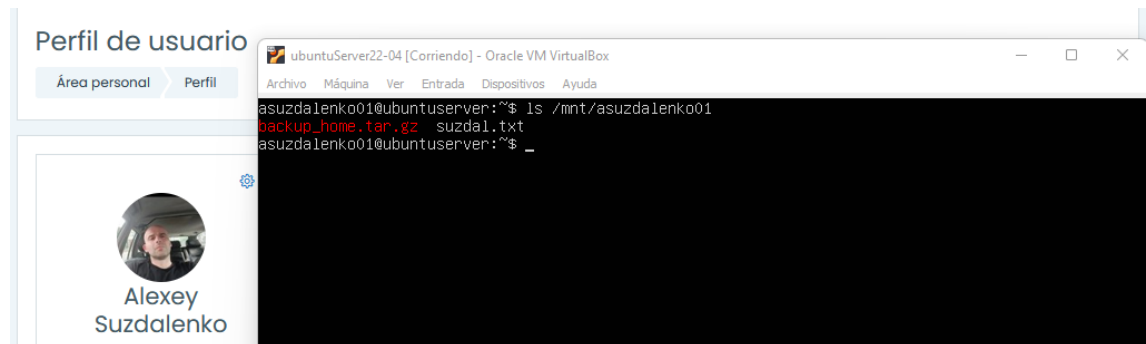 Perfil de usuario
Área personal Perfil
Alexey
Suzdalenko
ubuntuServer22-04 [Corriendo] - Oracle VM VirtualBox
Archivo Máquina Ver Entrada Dispositivos Ayuda
asuzdalenko01@ubuntuserver:~$ ls /mnt/asuzdalenko01
backup_home.tar.gz suzdal.txt
asuzdalenko01@ubuntuserver:~$ _